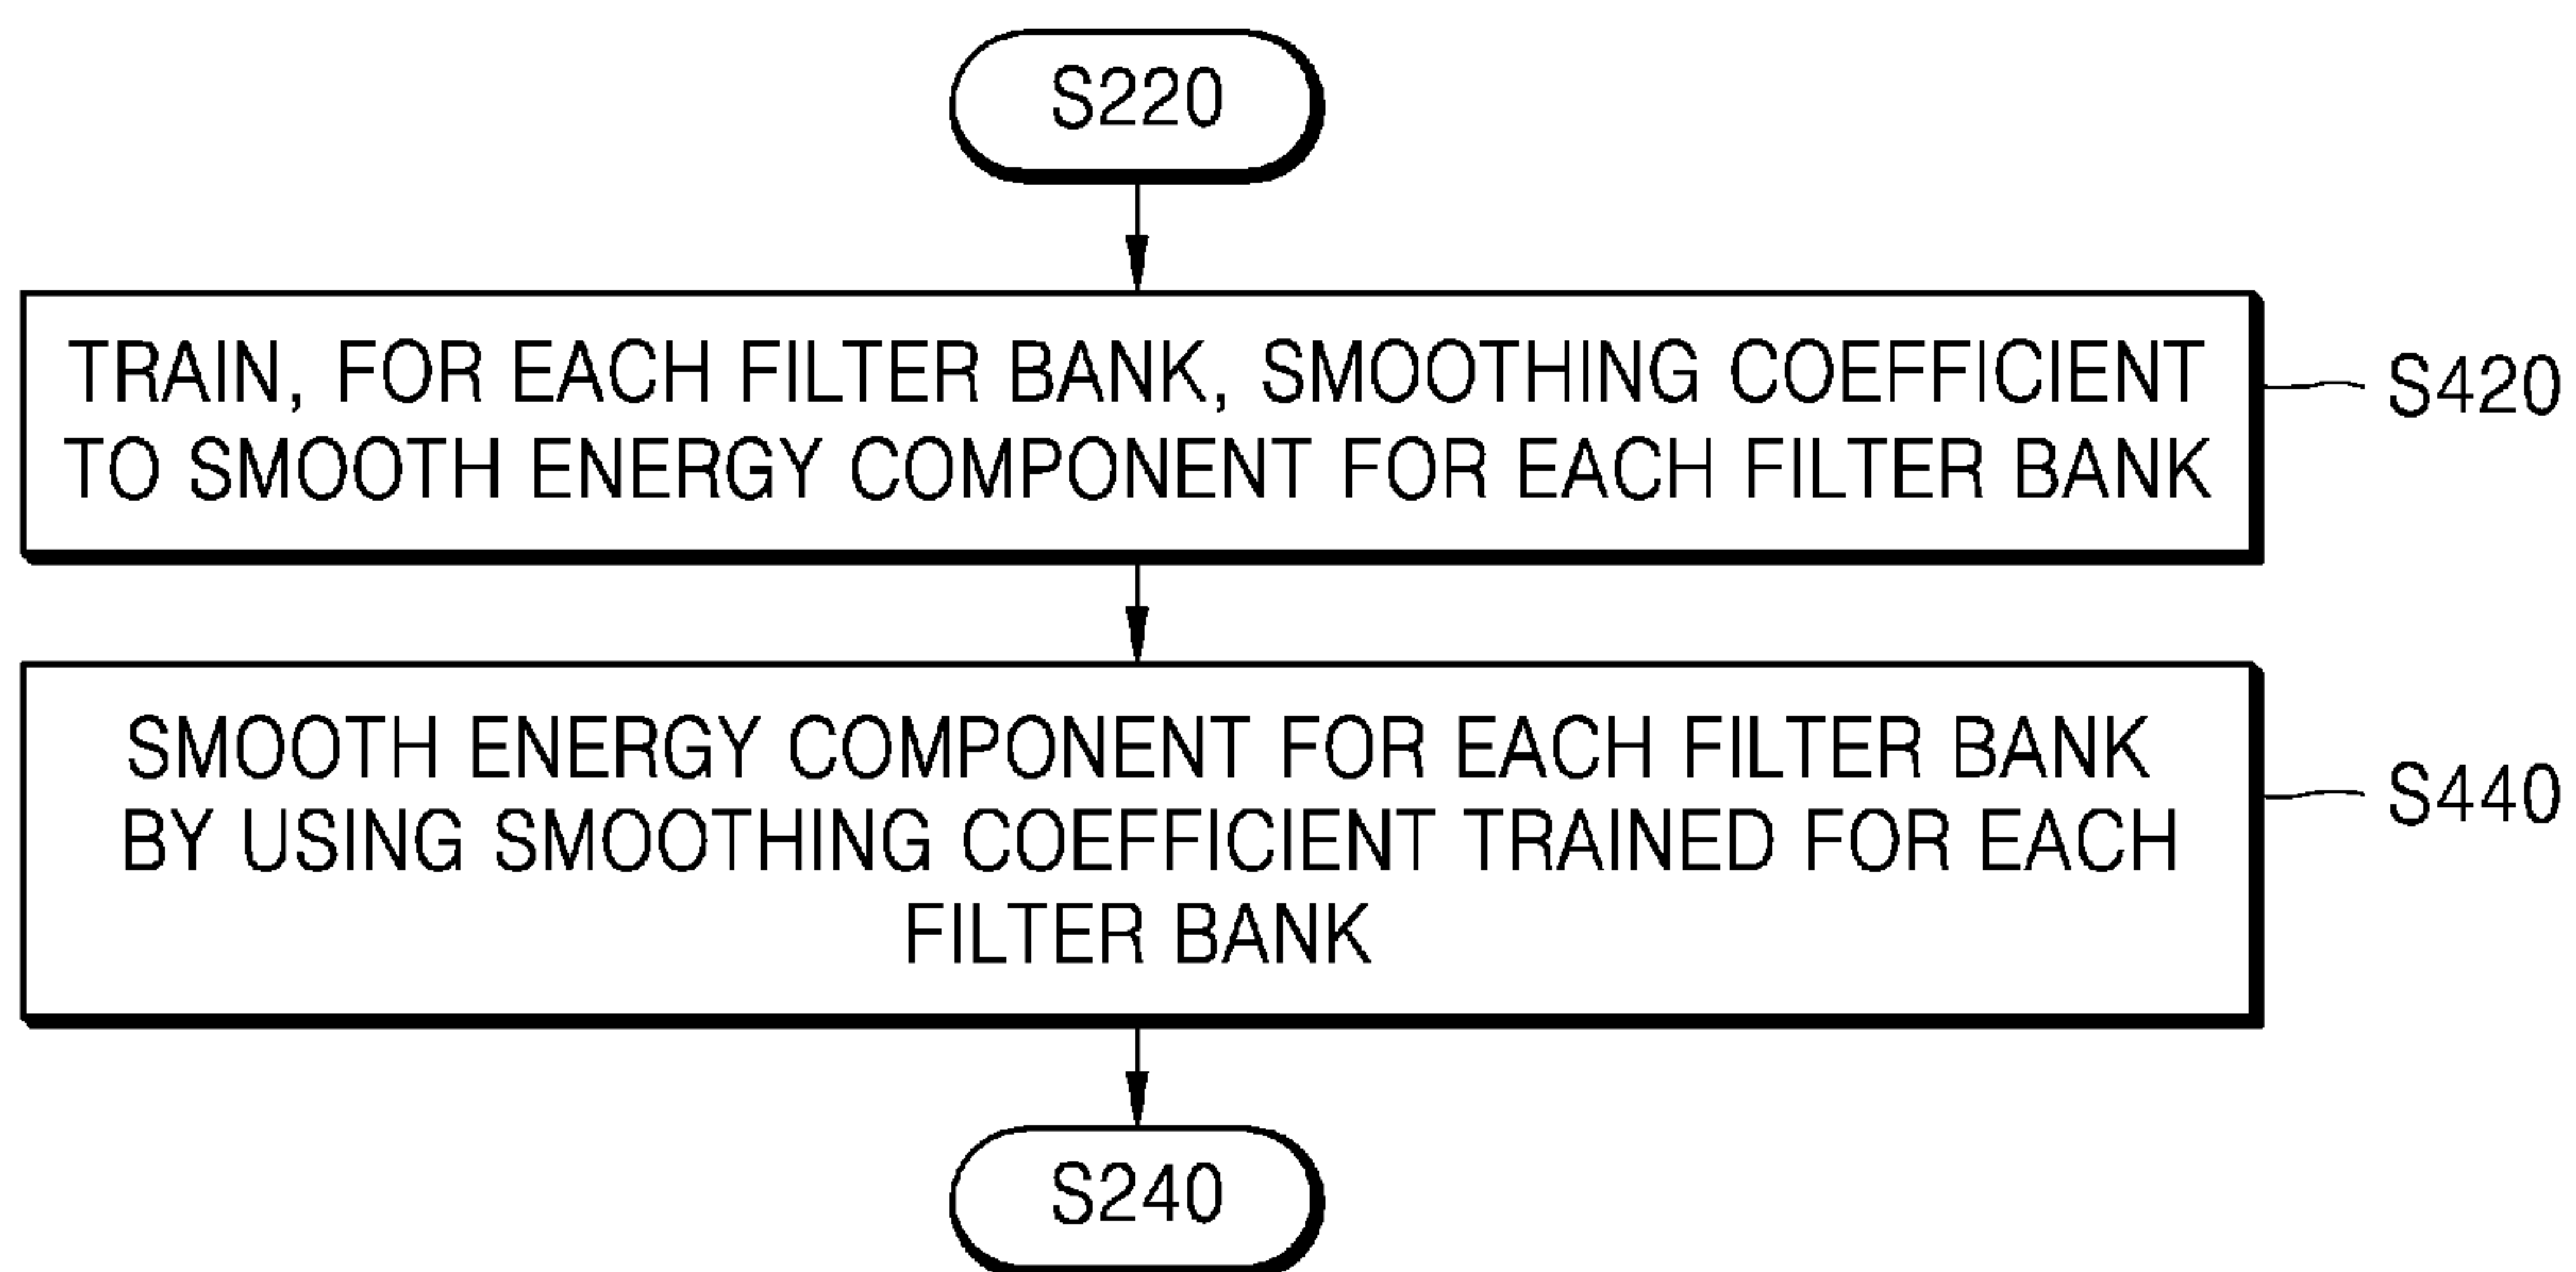 S220
TRAIN, FOR EACH FILTER BANK, SMOOTHING COEFFICIENT
TO SMOOTH ENERGY COMPONENT FOR EACH FILTER BANK
S420
SMOOTH ENERGY COMPONENT FOR EACH FILTER BANK
BY USING SMOOTHING COEFFICIENT TRAINED FOR EACH
FILTER BANK
S440
S240